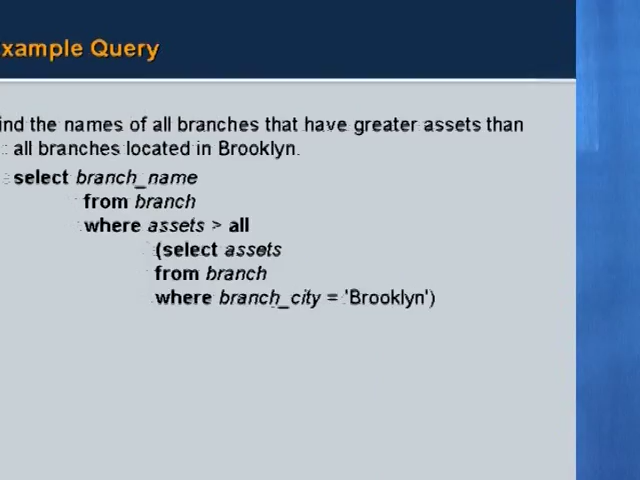 xample Query
ind the names of all branches that have greater assets than
all branches located in Brooklyn.
select branch_name
from branch
where assets > all
(select assets
from branch
where branch_city = 'Brooklyn')